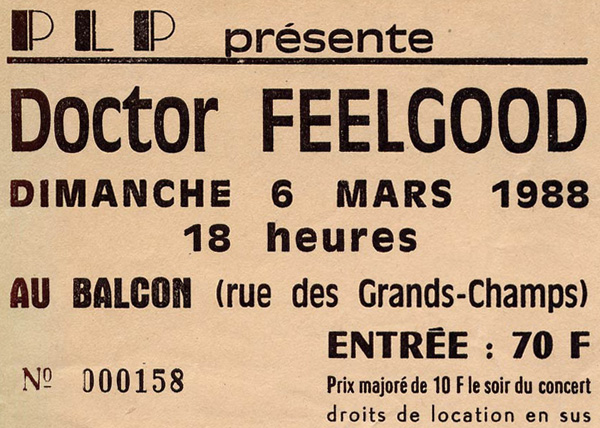 PLP présente
Doctor FEELGOOD
DIMANCHE 6 MARS 1988
18 heures
AU BALCON (rue des Grands-Champs)
ENTRÉE : 70 F
Nº 000158
Prix majoré de 10 F le soir du concert
droits de location en sus